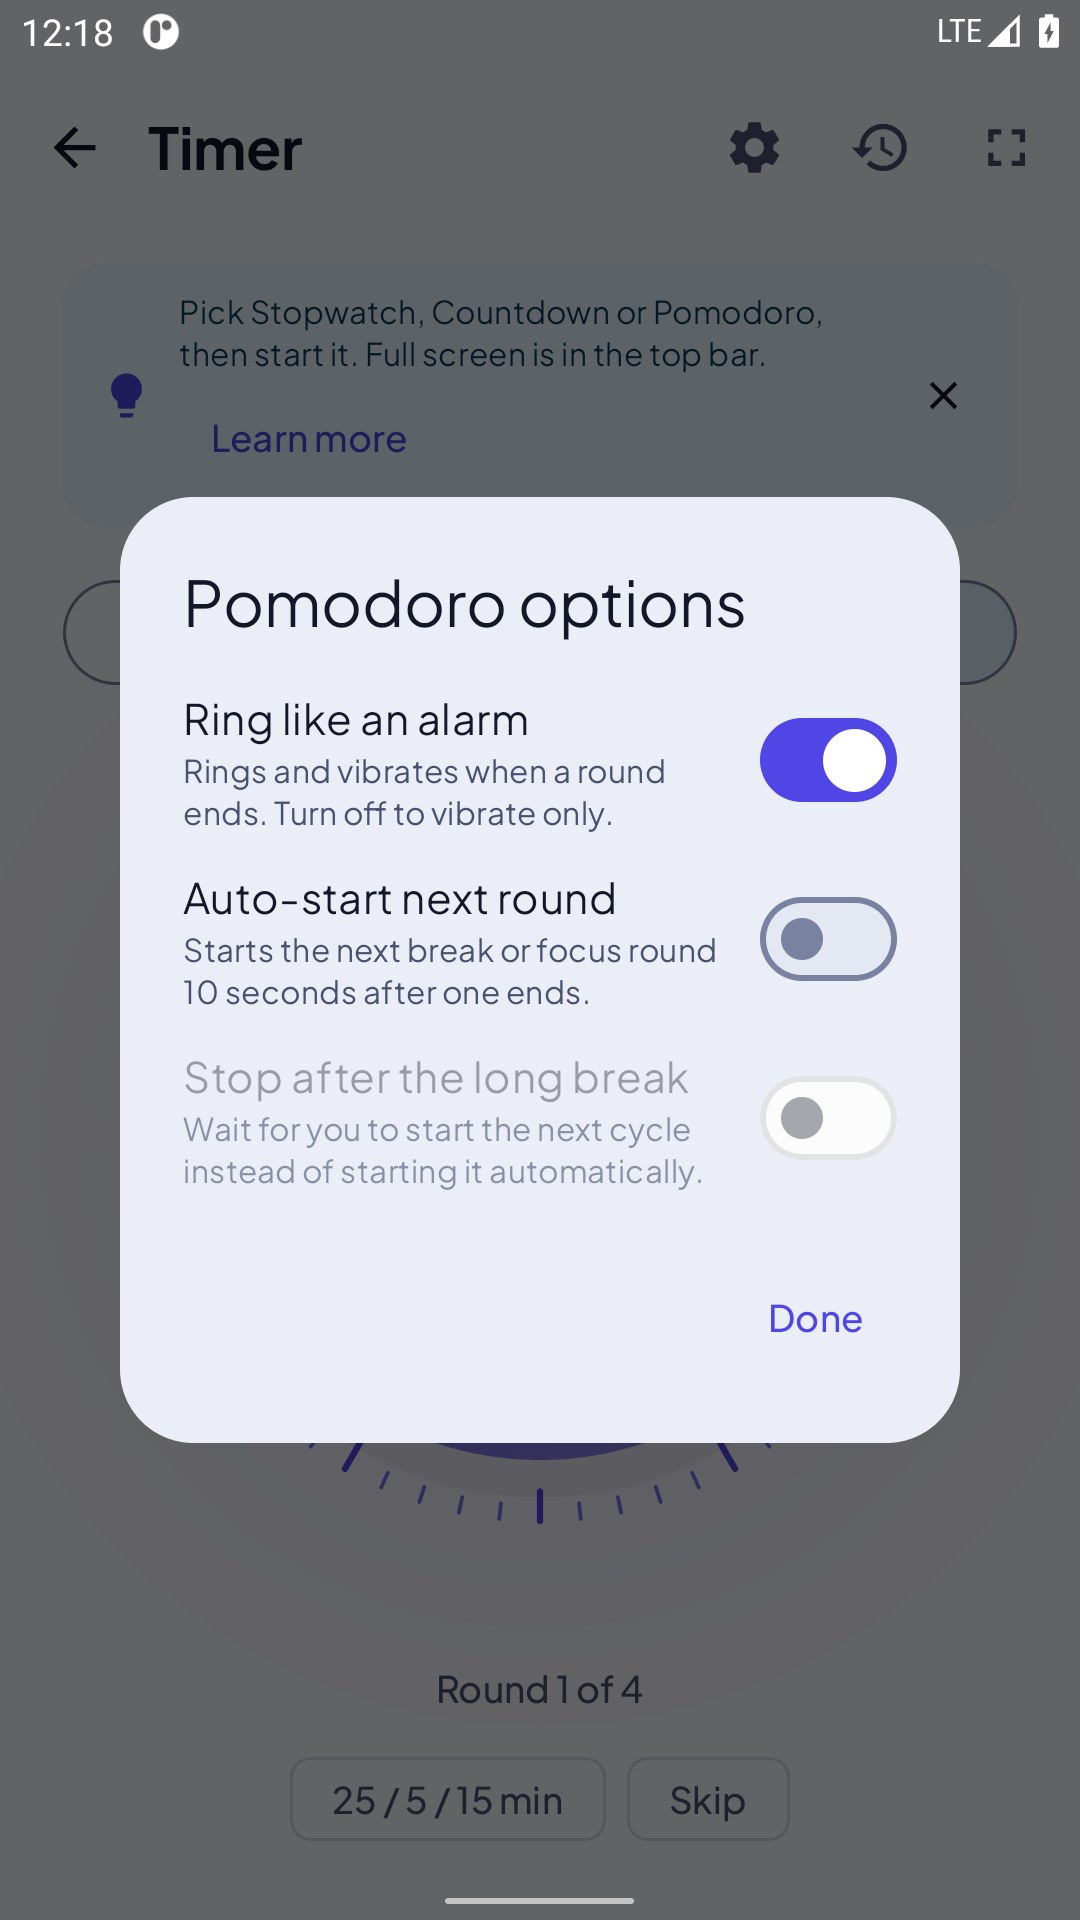 12:18
LTE
Timer
Pick Stopwatch, Countdown or Pomodoro,
then start it. Full screen is in the top bar.
Learn more
Pomodoro options
Ring like an alarm
Rings and vibrates when a round
ends. Turn off to vibrate only.
Auto-start next round
Starts the next break or focus round
10 seconds after one ends.
Stop after the long break
Wait for you to start the next cycle
instead of starting it automatically.
Done
Round 1 of 4
25 / 5 / 15 min
Skip